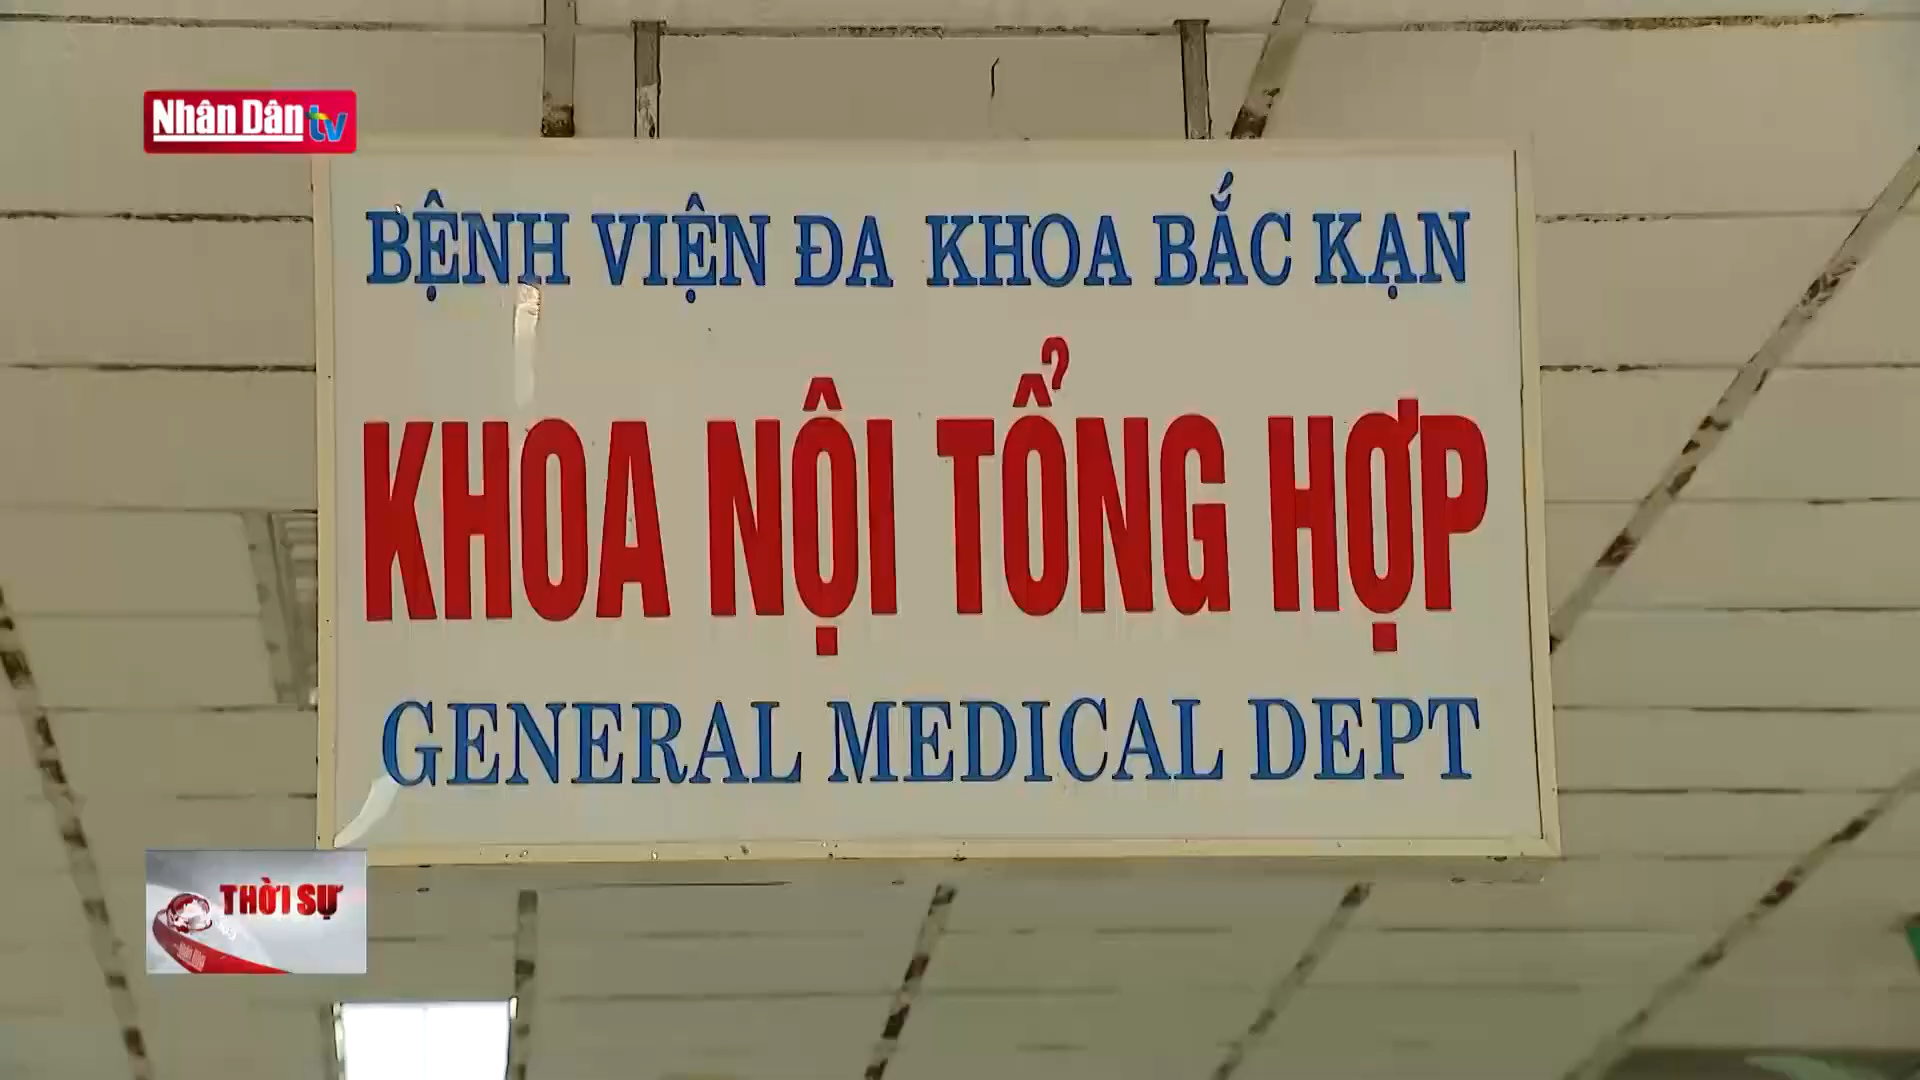 Nhân Dân tv
BỆNH VIỆN ĐA KHOA BẮC KẠN
KHOA NỘI TỔNG HỢP
GENERAL MEDICAL DEPT
THỜI SỰ